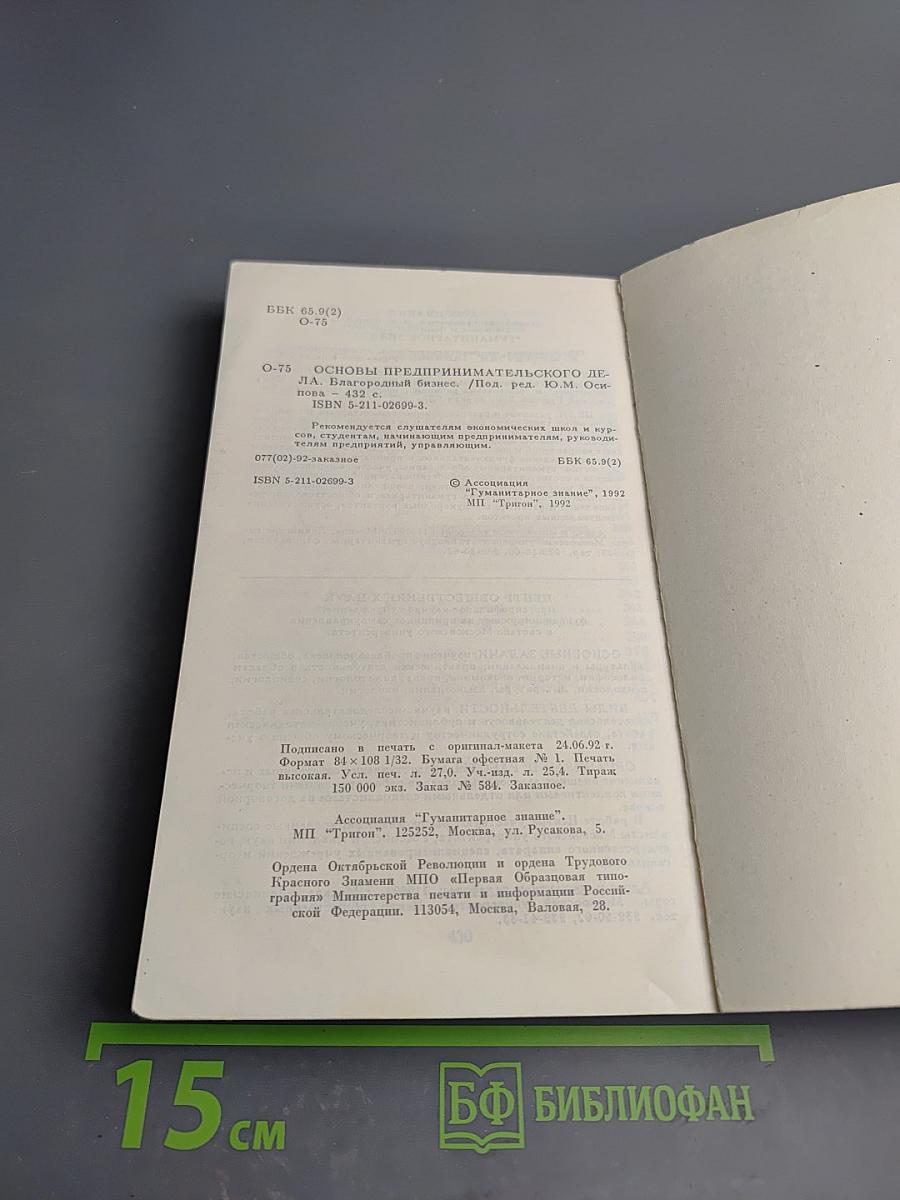 ББК 65.9(2)
О-75
О-75 ОСНОВЫ ПРЕДПРИНИМАТЕЛЬСКОГО ДЕ-
ЛА. Благородный бизнес. /Под. ред. Ю.М. Оси-
пова – 432 с.
ISBN 5-211-02699-3.
Рекомендуется слушателям экономических школ и кур-
сов, студентам, начинающим предпринимателям, руководи-
телям предприятий, управляющим.
077(02)-92-заказное ББК 65.9(2)
ISBN 5-211-02699-3 © Ассоциация
"Гуманитарное знание", 1992
МП "Тригон", 1992
Подписано в печать с оригинал-макета 24.06.92 г.
Формат 84×108 1/32. Бумага офсетная № 1. Печать
высокая. Усл. печ. л. 27,0. Уч.-изд. л. 25,4. Тираж
150 000 экз. Заказ № 584. Заказное.
Ассоциация "Гуманитарное знание".
МП "Тригон". 125252, Москва, ул. Русакова, 5.
Ордена Октябрьской Революции и ордена Трудового
Красного Знамени МПО «Первая Образцовая типо-
графия» Министерства печати и информации Россий-
ской Федерации. 113054, Москва, Валовая, 28.
15 см
БФ БИБЛИОФАН